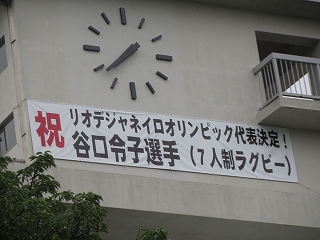 祝
リオデジャネイロオリンピック代表決定！
谷口令子選手（7人制ラグビー）